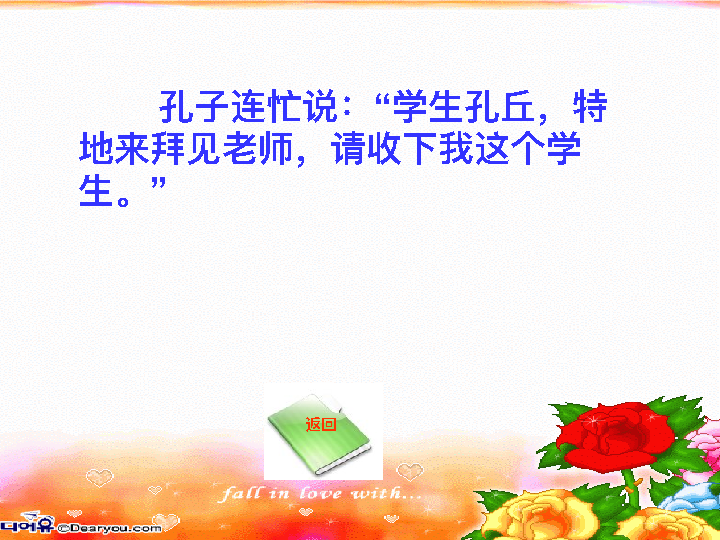 孔子连忙说：“学生孔丘，特
地来拜见老师，请收下我这个学
生。”
返回
fall in love with...
니어유 ©Dearyou.com